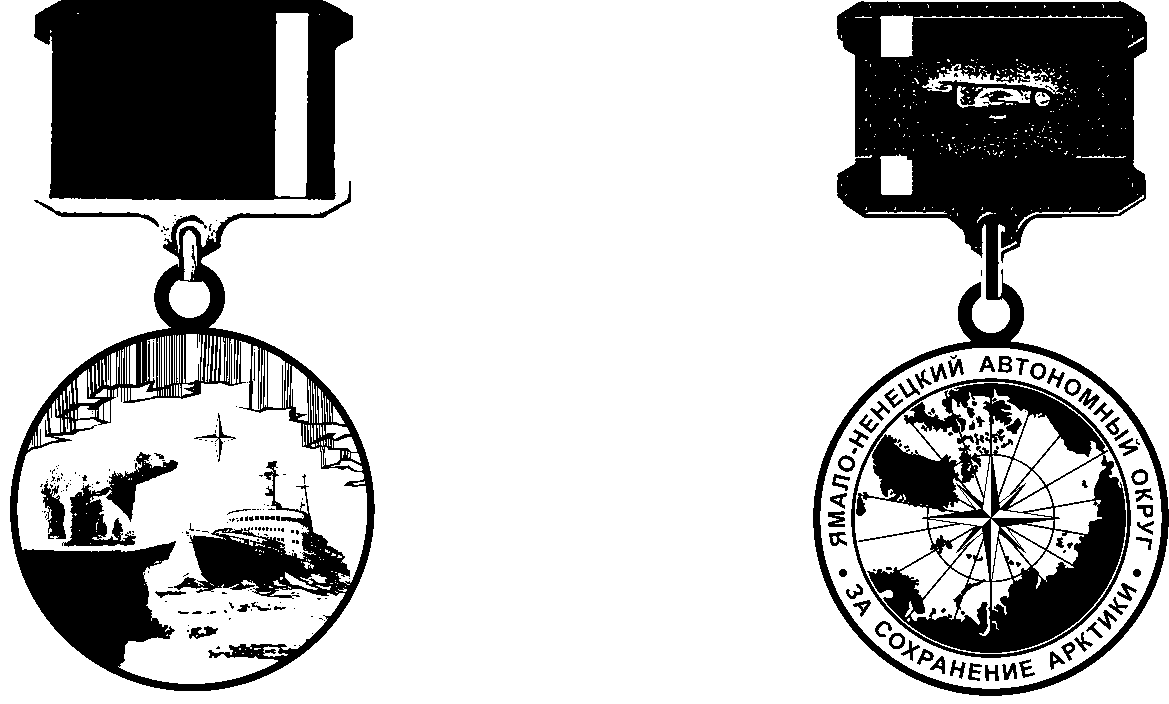 ЯМАЛО-НЕНЕЦКИЙ АВТОНОМНЫЙ ОКРУГ
• ЗА СОХРАНЕНИЕ АРКТИКИ •